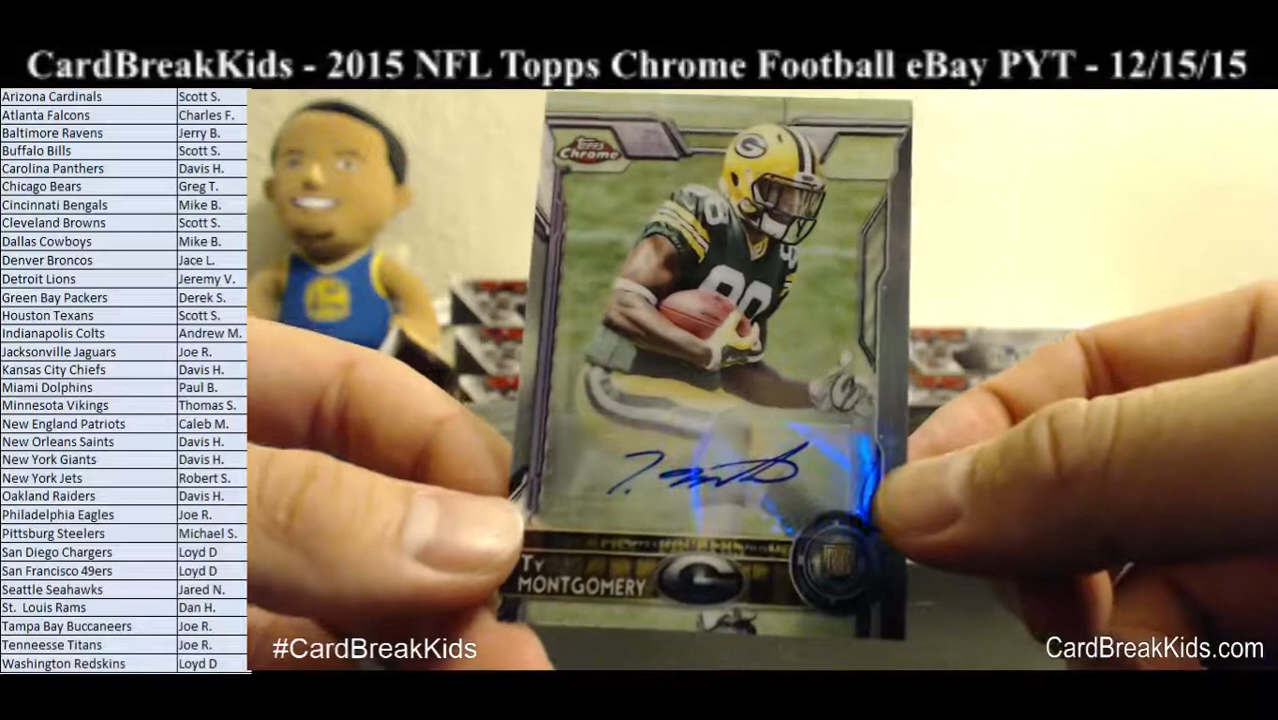 CardBreakKids - 2015 NFL Topps Chrome Football eBay PYT - 12/15/15
Arizona Cardinals Scott S.
Atlanta Falcons Charles F.
Baltimore Ravens Jerry B.
Buffalo Bills Scott S.
Carolina Panthers Davis H.
Chicago Bears Greg T.
Cincinnati Bengals Mike B.
Cleveland Browns Scott S.
Dallas Cowboys Mike B.
Denver Broncos Jace L.
Detroit Lions Jeremy V.
Green Bay Packers Derek S.
Houston Texans Scott S.
Indianapolis Colts Andrew M.
Jacksonville Jaguars Joe R.
Kansas City Chiefs Davis H.
Miami Dolphins Paul B.
Minnesota Vikings Thomas S.
New England Patriots Caleb M.
New Orleans Saints Davis H.
New York Giants Davis H.
New York Jets Robert S.
Oakland Raiders Davis H.
Philadelphia Eagles Joe R.
Pittsburg Steelers Michael S.
San Diego Chargers Loyd D
San Francisco 49ers Loyd D
Seattle Seahawks Jared N.
St. Louis Rams Dan H.
Tampa Bay Buccaneers Joe R.
Tenneesse Titans Joe R.
Washington Redskins Loyd D
Topps
Chrome
G
88
TY
MONTGOMERY
G
#CardBreakKids
CardBreakKids.com